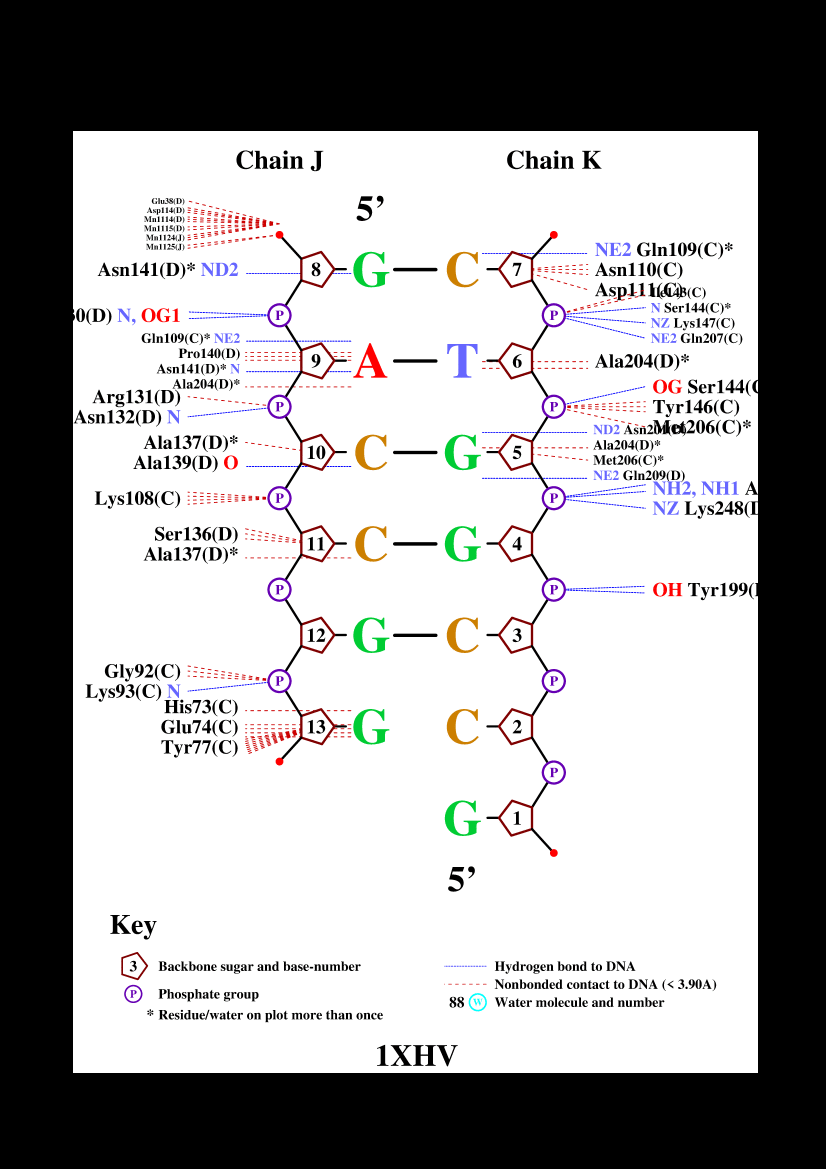 Chain J
Chain K
5’
Glu38(D)
Asp114(D)
Mn1114(D)
Mn1115(D)
Mn1124(J)
Mn1125(J)
NE2 Gln109(C)*
Asn141(D)* ND2
8 G C 7
Asn110(C)
Asp111(C)
Ile143(C)
30(D) N, OG1
P
P
N Ser144(C)*
NZ Lys147(C)
NE2 Gln207(C)
Gln109(C)* NE2
Pro140(D)
9 A T 6
Ala204(D)*
Asn141(D)* N
Ala204(D)*
OG Ser144(C
Arg131(D)
P
P
Tyr146(C)
Asn132(D) N
Met206(C)*
ND2
Ala137(D)*
Ala204(D)*
10 C G 5
Met206(C)*
Ala139(D) O
NE2 Gln209(D)
NH2, NH1 A
Lys108(C)
P
P
NZ Lys248(D
Ser136(D)
11 C G 4
Ala137(D)*
P
P
OH Tyr199(
12 G C 3
Gly92(C)
P
P
Lys93(C) N
His73(C)
Glu74(C)
13 G C 2
Tyr77(C)
P
G 1
5’
Key
3 Backbone sugar and base-number
P Phosphate group
* Residue/water on plot more than once
Hydrogen bond to DNA
Nonbonded contact to DNA (< 3.90A)
88 W Water molecule and number
1XHV